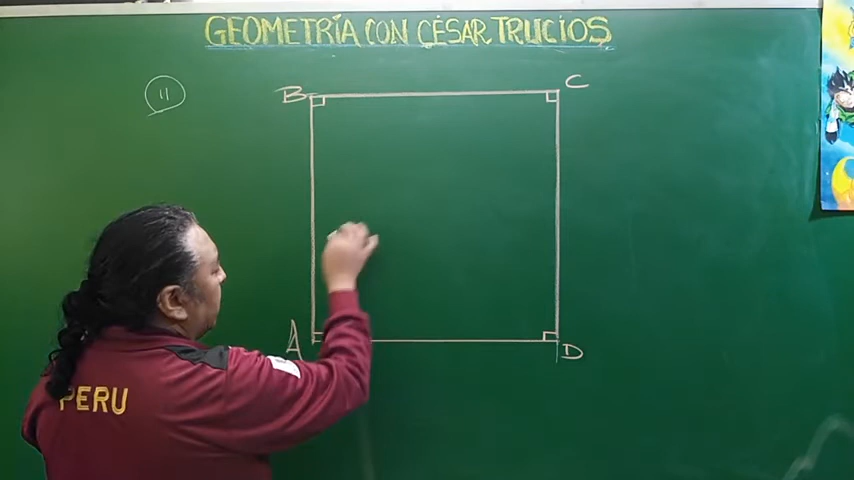 GEOMETRÍA CON CÉSAR TRUCIOS
11
B
C
A
D
PERU